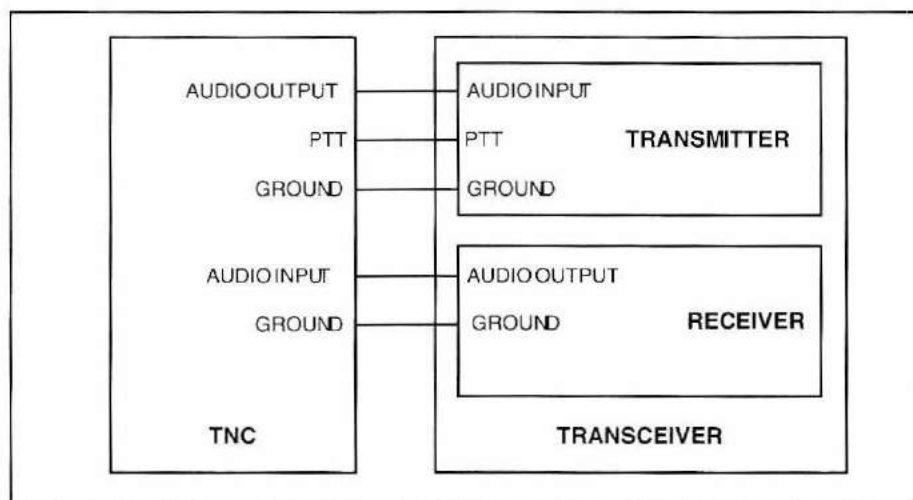 AUDIO OUTPUT AUDIO INPUT
PTT PTT TRANSMITTER
GROUND GROUND
AUDIO INPUT AUDIO OUTPUT
GROUND GROUND RECEIVER
TNC TRANSCEIVER